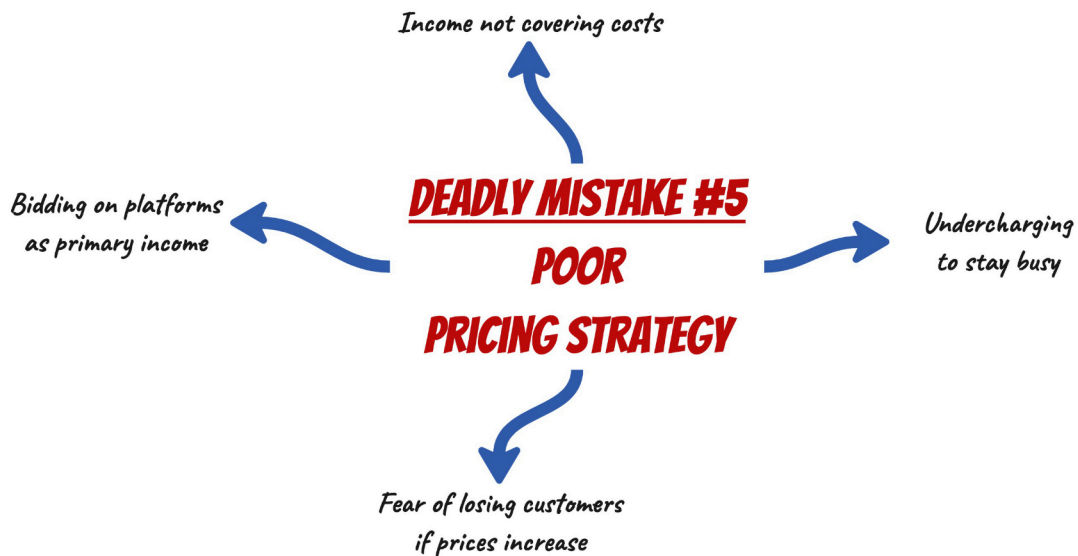 Income not covering costs
DEADLY MISTAKE #5
POOR
PRICING STRATEGY
Bidding on platforms
as primary income
Undercharging
to stay busy
Fear of losing customers
if prices increase